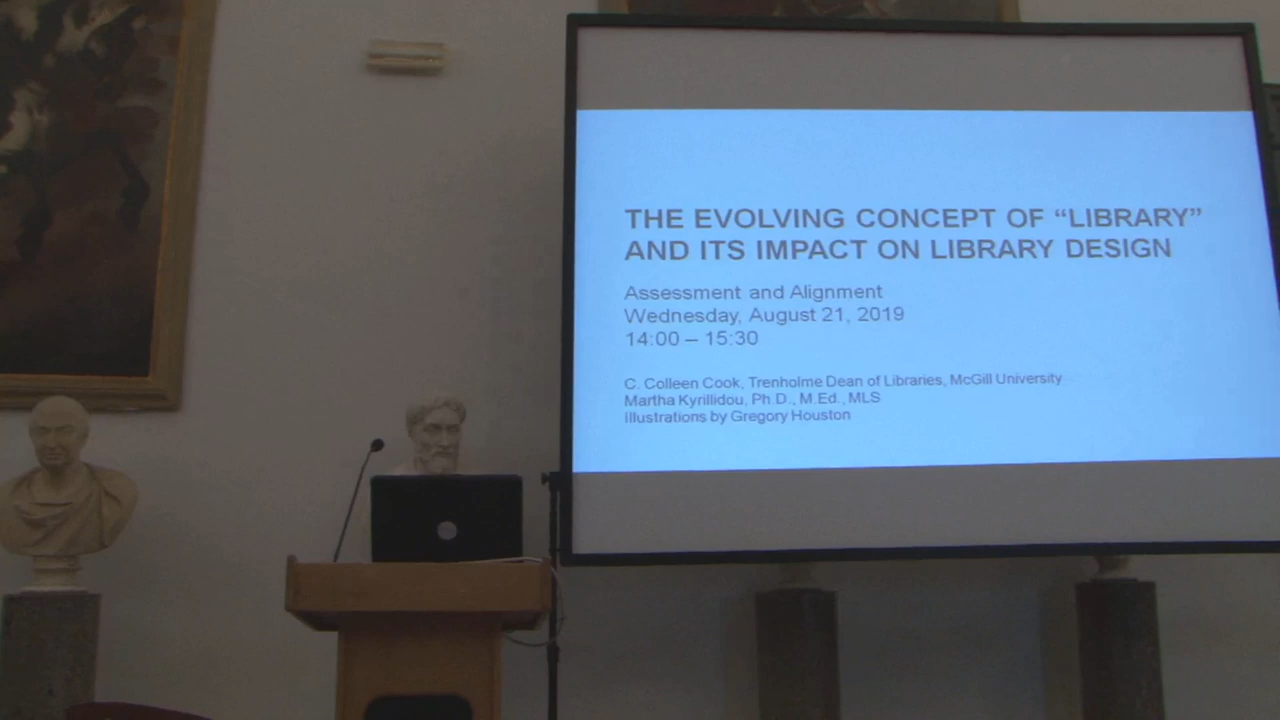 THE EVOLVING CONCEPT OF “LIBRARY”
AND ITS IMPACT ON LIBRARY DESIGN
Assessment and Alignment
Wednesday, August 21, 2019
14:00 – 15:30
C. Colleen Cook, Trenholme Dean of Libraries, McGill University
Martha Kyrillidou, Ph.D., M.Ed., MLS
Illustrations by Gregory Houston